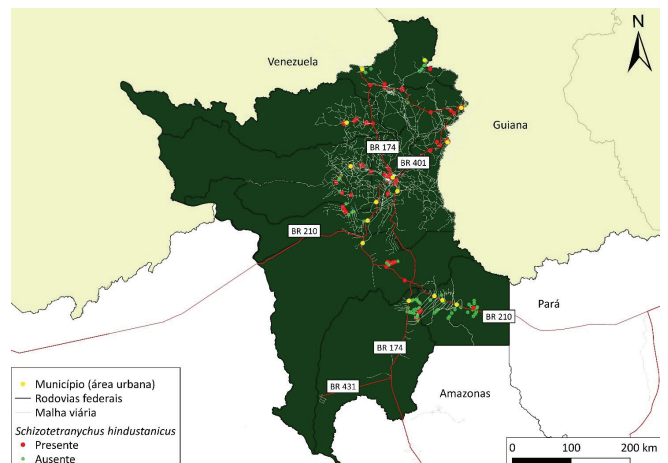 Venezuela
N
Guiana
BR 174
BR 401
BR 210
Pará
BR 210
BR 174
BR 431
Amazonas
Município (área urbana)
Rodovias federais
Malha viária
Schizotetranychus hindustanicus
Presente
Ausente
0 100 200 km